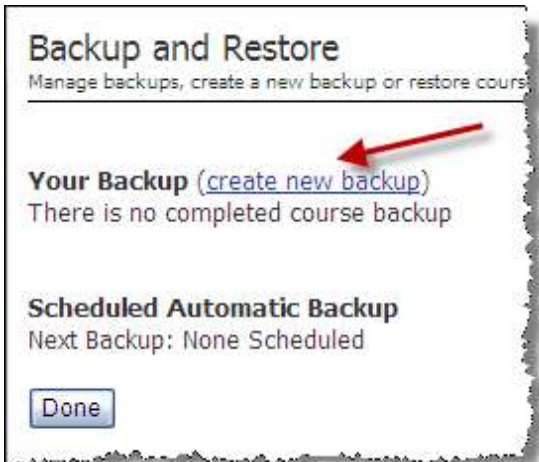 Backup and Restore
Manage backups, create a new backup or restore
Your Backup (create new backup)
There is no completed course backup
Scheduled Automatic Backup
Next Backup: None Scheduled
Done